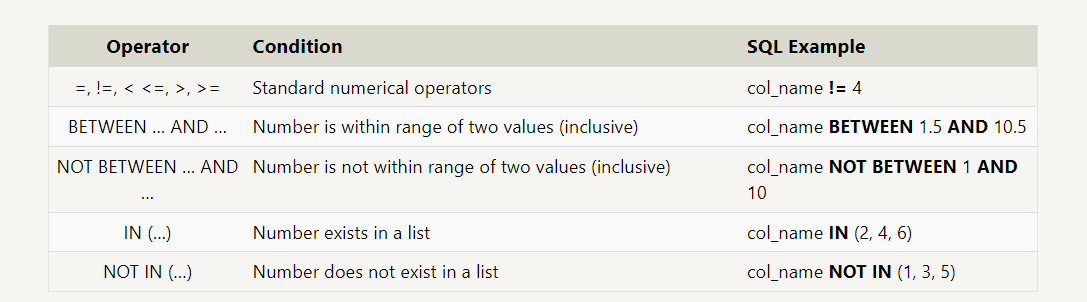 Operator Condition SQL Example
=, !=, < <=, >, >= Standard numerical operators col_name != 4
BETWEEN … AND … Number is within range of two values (inclusive) col_name BETWEEN 1.5 AND 10.5
NOT BETWEEN … AND Number is not within range of two values (inclusive) col_name NOT BETWEEN 1 AND
… 10
IN (…) Number exists in a list col_name IN (2, 4, 6)
NOT IN (…) Number does not exist in a list col_name NOT IN (1, 3, 5)